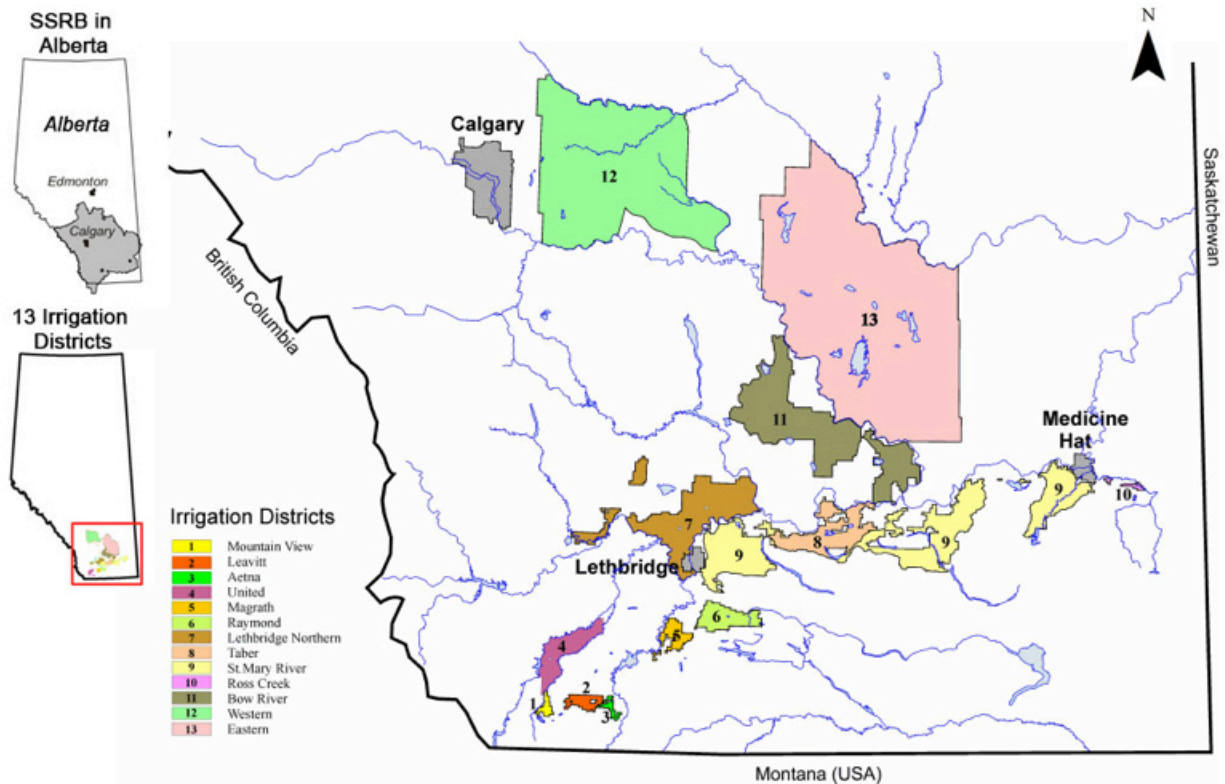 SSRB in
Alberta
Alberta
Edmonton
Calgary
13 Irrigation
Districts
Irrigation Districts
1 Mountain View
2 Leavitt
3 Aetna
4 United
5 Magrath
6 Raymond
7 Lethbridge Northern
8 Taber
9 St.Mary River
10 Ross Creek
11 Bow River
12 Western
13 Eastern
N
Calgary
12
Saskatchewan
British Columbia
13
11
Medicine
Hat
9
10
7
9
8
9
Lethbridge
6
5
4
2
1
3
Montana (USA)